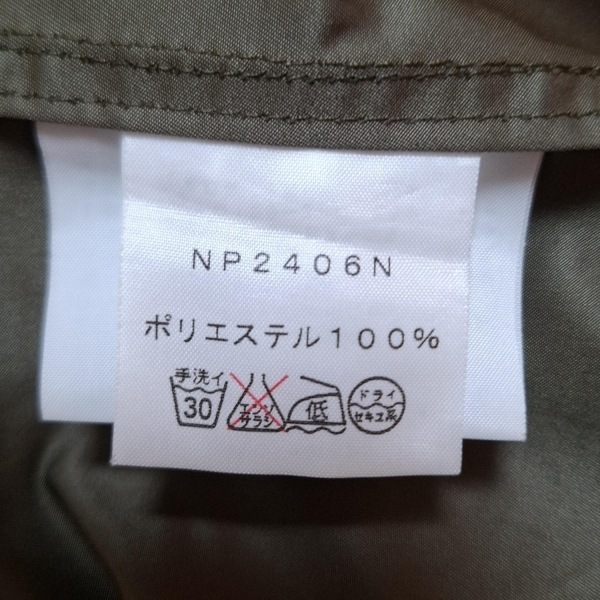 NP2406N
ポリエステル100%
手洗イ
30
エンソ
サラシ
低
ドライ
セキユ系